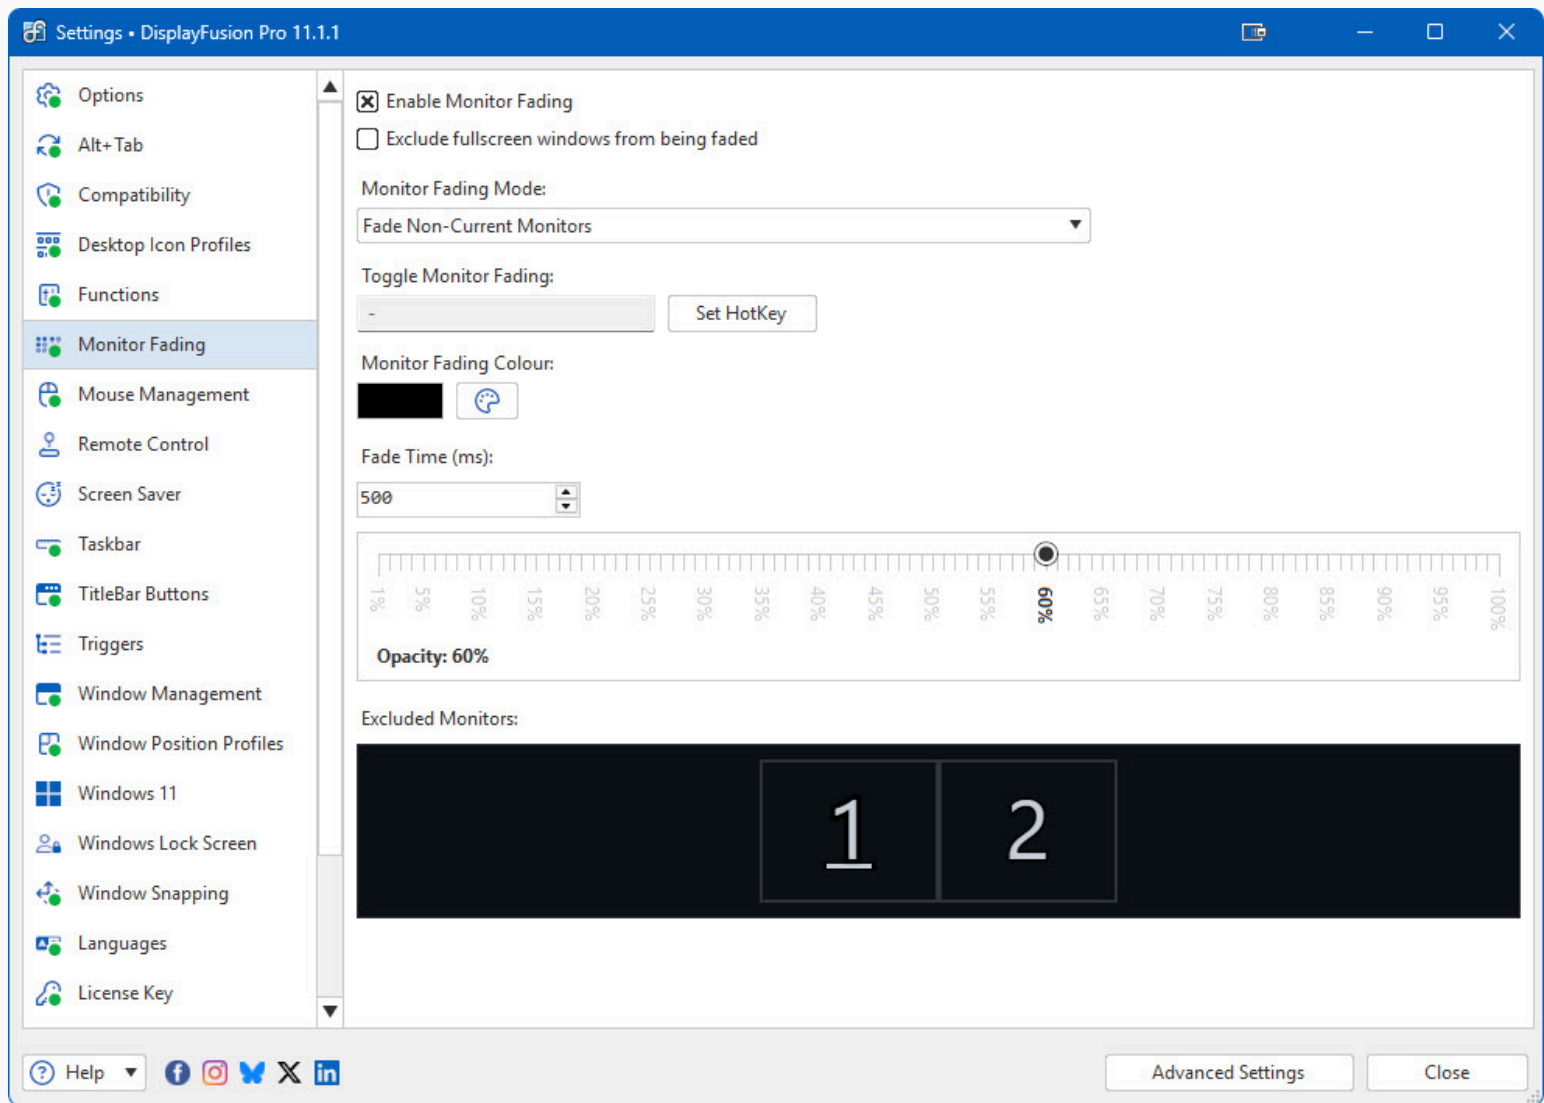 Settings • DisplayFusion Pro 11.1.1
Options
Alt+Tab
Compatibility
Desktop Icon Profiles
Functions
Monitor Fading
Mouse Management
Remote Control
Screen Saver
Taskbar
TitleBar Buttons
Triggers
Window Management
Window Position Profiles
Windows 11
Windows Lock Screen
Window Snapping
Languages
License Key
Enable Monitor Fading
Exclude fullscreen windows from being faded
Monitor Fading Mode:
Fade Non-Current Monitors
Toggle Monitor Fading:
- Set HotKey
Monitor Fading Colour:
Fade Time (ms):
500
1% 5% 10% 15% 20% 25% 30% 35% 40% 45% 50% 55% 60% 65% 70% 75% 80% 85% 90% 95% 100%
Opacity: 60%
Excluded Monitors:
1 2
Help
Advanced Settings Close